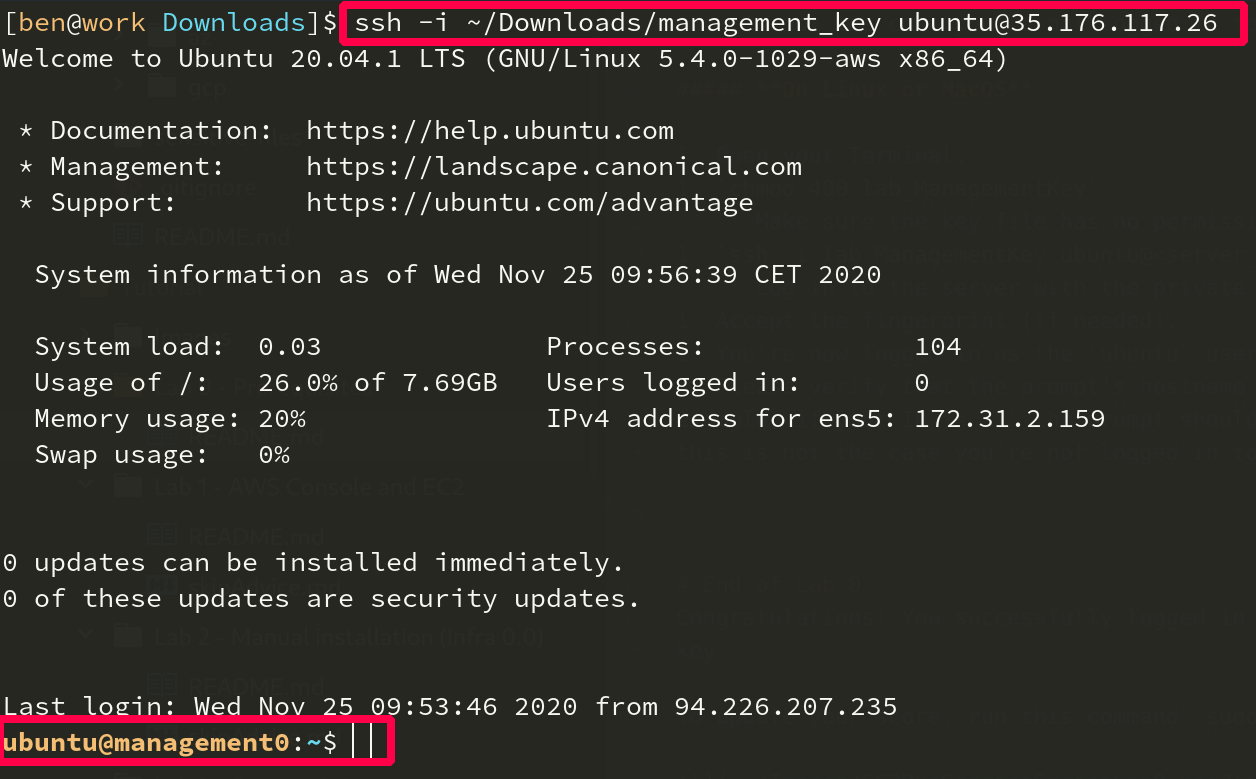 [ben@work Downloads]$ ssh -i ~/Downloads/management_key ubuntu@35.176.117.26
Welcome to Ubuntu 20.04.1 LTS (GNU/Linux 5.4.0-1029-aws x86_64)
* Documentation: https://help.ubuntu.com
* Management: https://landscape.canonical.com
* Support: https://ubuntu.com/advantage
System information as of Wed Nov 25 09:56:39 CET 2020
System load: 0.03 Processes: 104
Usage of /: 26.0% of 7.69GB Users logged in: 0
Memory usage: 20% IPv4 address for ens5: 172.31.2.159
Swap usage: 0%
0 updates can be installed immediately.
0 of these updates are security updates.
Last login: Wed Nov 25 09:53:46 2020 from 94.226.207.235
ubuntu@management0:~$